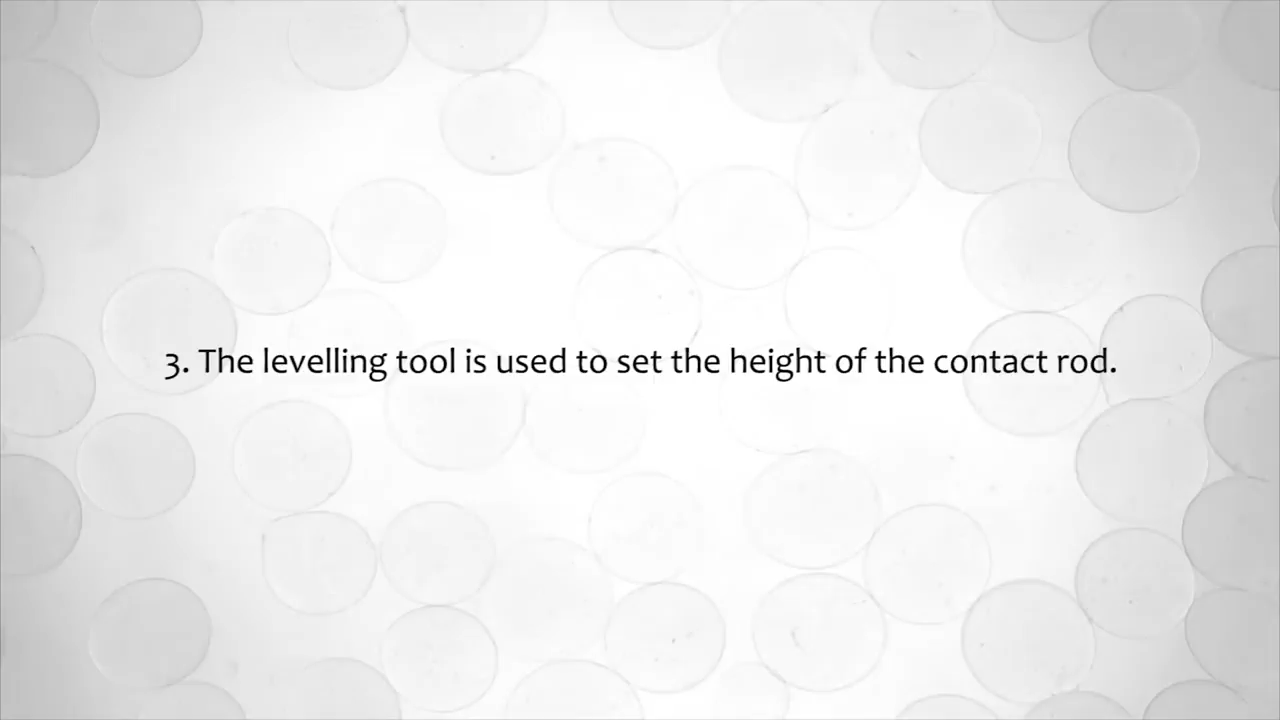 3. The levelling tool is used to set the height of the contact rod.